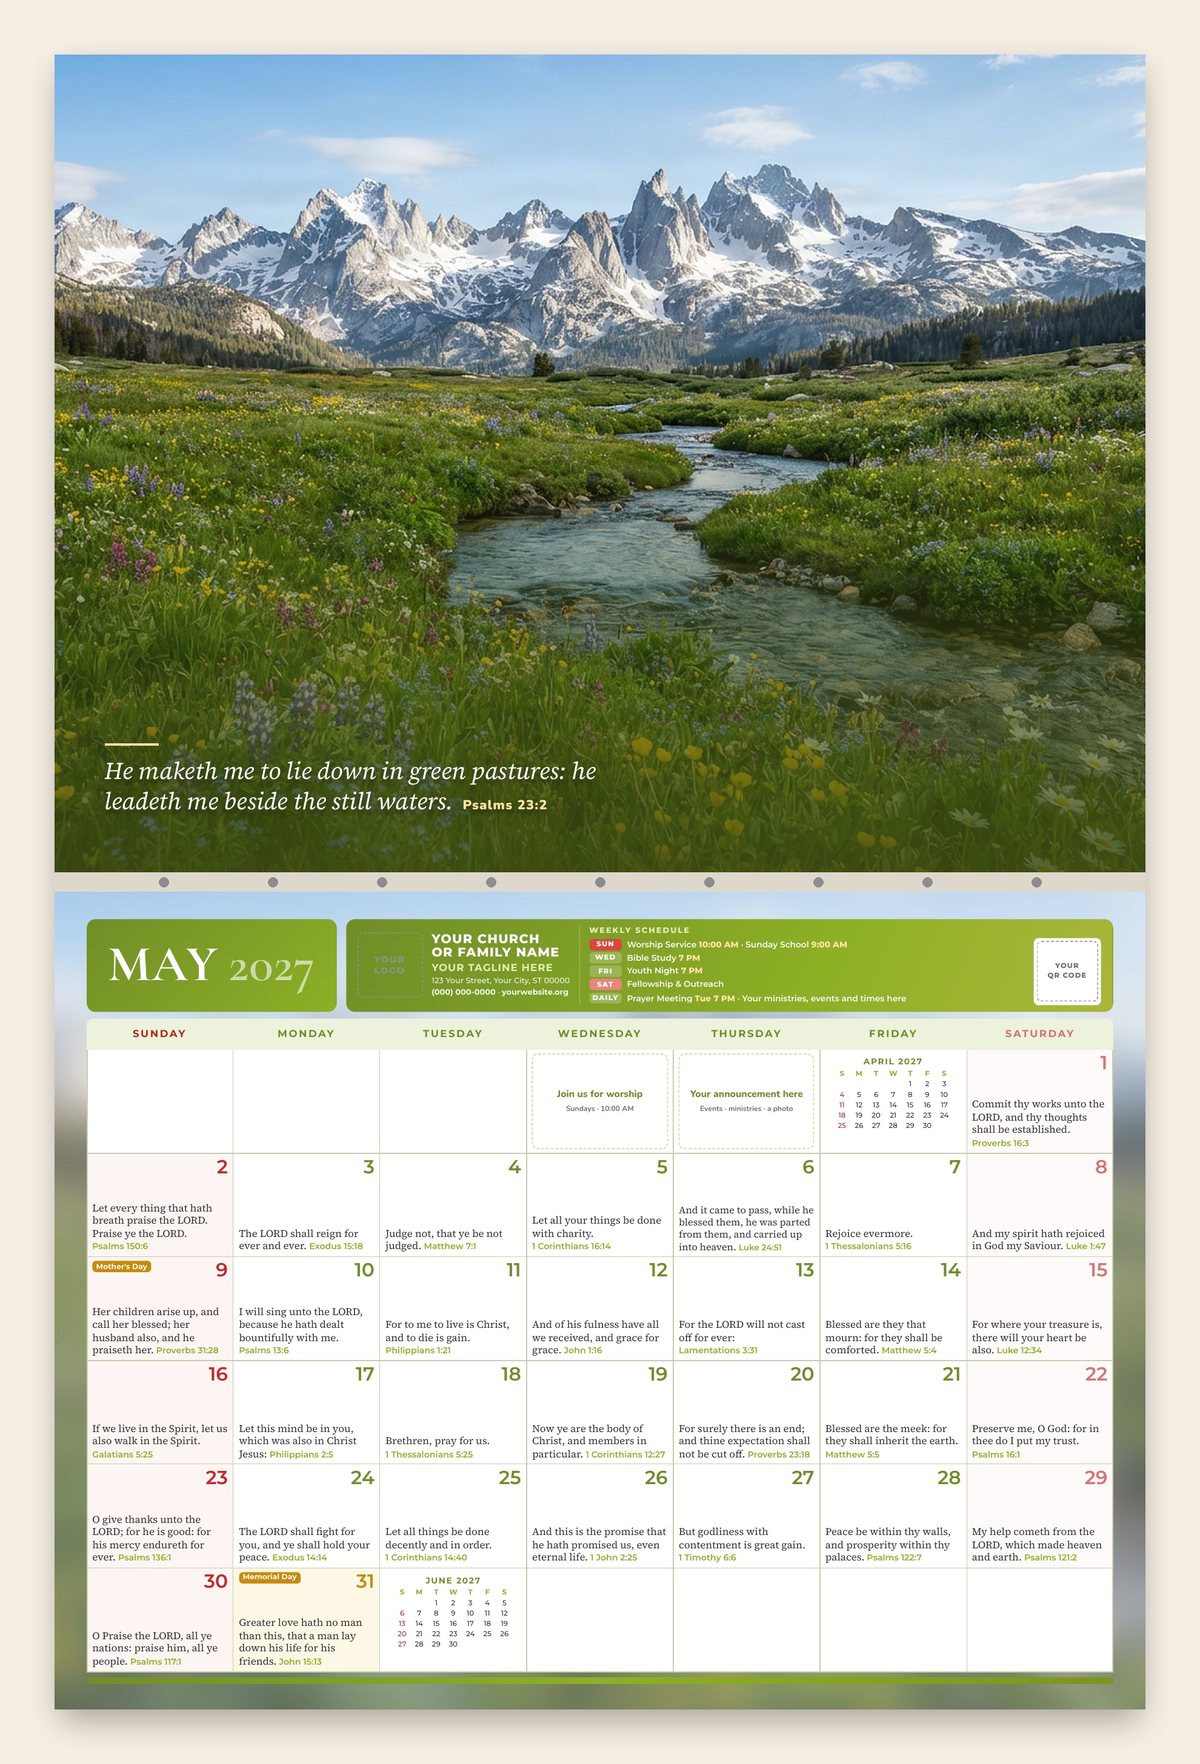 He maketh me to lie down in green pastures: he
leadeth me beside the still waters. Psalms 23:2
MAY 2027
YOUR LOGO
YOUR CHURCH
OR FAMILY NAME
YOUR TAGLINE HERE
123 Your Street, Your City, ST 00000
(000) 000-0000 · yourwebsite.org
WEEKLY SCHEDULE
SUN Worship Service 10:00 AM · Sunday School 9:00 AM
WED Bible Study 7 PM
FRI Youth Night 7 PM
SAT Fellowship & Outreach
DAILY Prayer Meeting Tue 7 PM · Your ministries, events and times here
YOUR
QR CODE
SUNDAY MONDAY TUESDAY WEDNESDAY THURSDAY FRIDAY SATURDAY
Join us for worship
Sundays · 10:00 AM
Your announcement here
Events · ministries · a photo
APRIL 2027
S M T W T F S
1 2 3
4 5 6 7 8 9 10
11 12 13 14 15 16 17
18 19 20 21 22 23 24
25 26 27 28 29 30
1
Commit thy works unto the
LORD, and thy thoughts
shall be established.
Proverbs 16:3
2
Let every thing that hath
breath praise the LORD.
Praise ye the LORD.
Psalms 150:6
3
The LORD shall reign for
ever and ever. Exodus 15:18
4
Judge not, that ye be not
judged. Matthew 7:1
5
Let all your things be done
with charity.
1 Corinthians 16:14
6
And it came to pass, while he
blessed them, he was parted
from them, and carried up
into heaven. Luke 24:51
7
Rejoice evermore.
1 Thessalonians 5:16
8
And my spirit hath rejoiced
in God my Saviour. Luke 1:47
Mother's Day 9
Her children arise up, and
call her blessed; her
husband also, and he
praiseth her. Proverbs 31:28
10
I will sing unto the LORD,
because he hath dealt
bountifully with me.
Psalms 13:6
11
For to me to live is Christ,
and to die is gain.
Philippians 1:21
12
And of his fulness have all
we received, and grace for
grace. John 1:16
13
For the LORD will not cast
off for ever:
Lamentations 3:31
14
Blessed are they that
mourn: for they shall be
comforted. Matthew 5:4
15
For where your treasure is,
there will your heart be
also. Luke 12:34
16
If we live in the Spirit, let us
also walk in the Spirit.
Galatians 5:25
17
Let this mind be in you,
which was also in Christ
Jesus: Philippians 2:5
18
Brethren, pray for us.
1 Thessalonians 5:25
19
Now ye are the body of
Christ, and members in
particular. 1 Corinthians 12:27
20
For surely there is an end;
and thine expectation shall
not be cut off. Proverbs 23:18
21
Blessed are the meek: for
they shall inherit the earth.
Matthew 5:5
22
Preserve me, O God: for in
thee do I put my trust.
Psalms 16:1
23
O give thanks unto the
LORD; for he is good: for
his mercy endureth for
ever. Psalms 136:1
24
The LORD shall fight for
you, and ye shall hold your
peace. Exodus 14:14
25
Let all things be done
decently and in order.
1 Corinthians 14:40
26
And this is the promise that
he hath promised us, even
eternal life. 1 John 2:25
27
But godliness with
contentment is great gain.
1 Timothy 6:6
28
Peace be within thy walls,
and prosperity within thy
palaces. Psalms 122:7
29
My help cometh from the
LORD, which made heaven
and earth. Psalms 121:2
30
O Praise the LORD, all ye
nations: praise him, all ye
people. Psalms 117:1
Memorial Day 31
Greater love hath no man
than this, that a man lay
down his life for his
friends. John 15:13
JUNE 2027
S M T W T F S
1 2 3 4 5
6 7 8 9 10 11 12
13 14 15 16 17 18 19
20 21 22 23 24 25 26
27 28 29 30